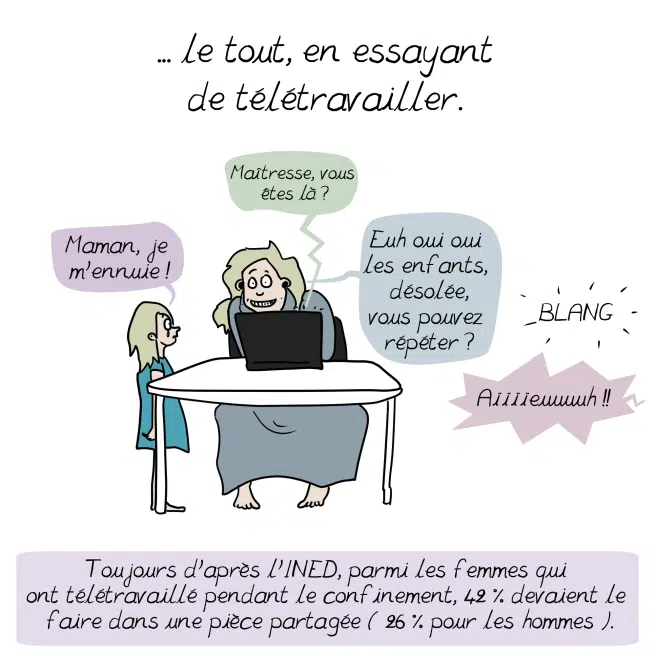 ... le tout, en essayant
de télétravailler.
Maîtresse, vous
êtes là ?
Maman, je
m'ennuie !
Euh oui oui
les enfants,
désolée,
vous pouvez
répéter ?
BLANG
Aiiiieuuuuh !!
Toujours d'après l'INED, parmi les femmes qui
ont télétravaillé pendant le confinement, 42 % devaient le
faire dans une pièce partagée ( 26 % pour les hommes ).